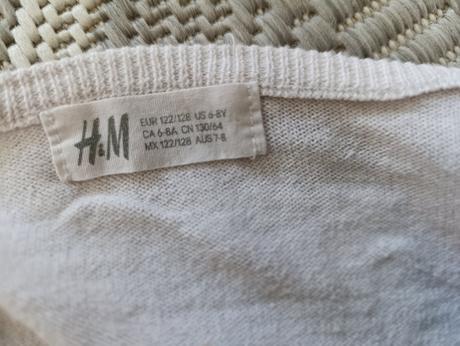 H&M
EUR 122/128 US 6-8Y
CA 6-8A CN 130/64
MX 122/128 AUS 7-8